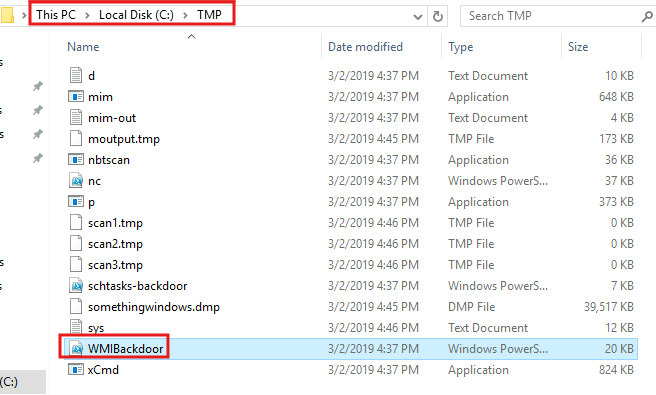 This PC > Local Disk (C:) > TMP Search TMP
Name Date modified Type Size
d 3/2/2019 4:37 PM Text Document 10 KB
mim 3/2/2019 4:37 PM Application 648 KB
mim-out 3/2/2019 4:37 PM Text Document 4 KB
moutput.tmp 3/2/2019 4:45 PM TMP File 173 KB
nbtscan 3/2/2019 4:37 PM Application 36 KB
nc 3/2/2019 4:37 PM Windows PowerS... 37 KB
p 3/2/2019 4:37 PM Application 373 KB
scan1.tmp 3/2/2019 4:46 PM TMP File 0 KB
scan2.tmp 3/2/2019 4:46 PM TMP File 0 KB
scan3.tmp 3/2/2019 4:46 PM TMP File 0 KB
schtasks-backdoor 3/2/2019 4:37 PM Windows PowerS... 7 KB
somethingwindows.dmp 3/2/2019 4:45 PM DMP File 39,517 KB
sys 3/2/2019 4:46 PM Text Document 12 KB
WMIBackdoor 3/2/2019 4:37 PM Windows PowerS... 20 KB
xCmd 3/2/2019 4:37 PM Application 824 KB
(C:)